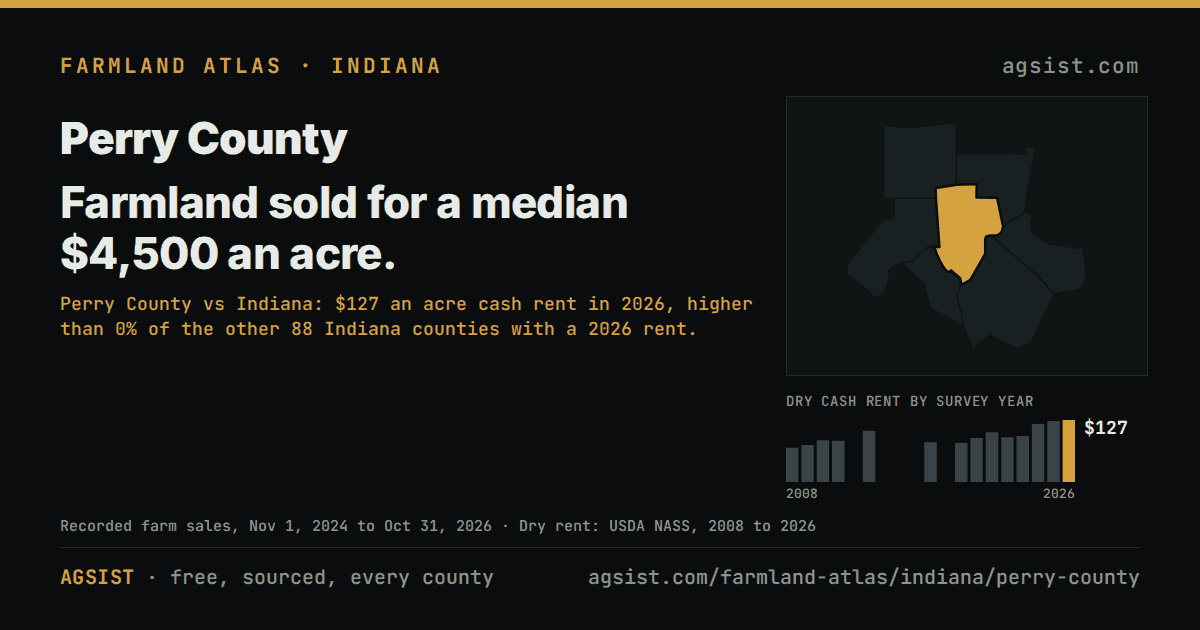 FARMLAND ATLAS · INDIANA
agsist.com
Perry County
Farmland sold for a median
$4,500 an acre.
Perry County vs Indiana: $127 an acre cash rent in 2026, higher
than 0% of the other 88 Indiana counties with a 2026 rent.
DRY CASH RENT BY SURVEY YEAR
$127
2008
2026
Recorded farm sales, Nov 1, 2024 to Oct 31, 2026 · Dry rent: USDA NASS, 2008 to 2026
AGSIST · free, sourced, every county
agsist.com/farmland-atlas/indiana/perry-county